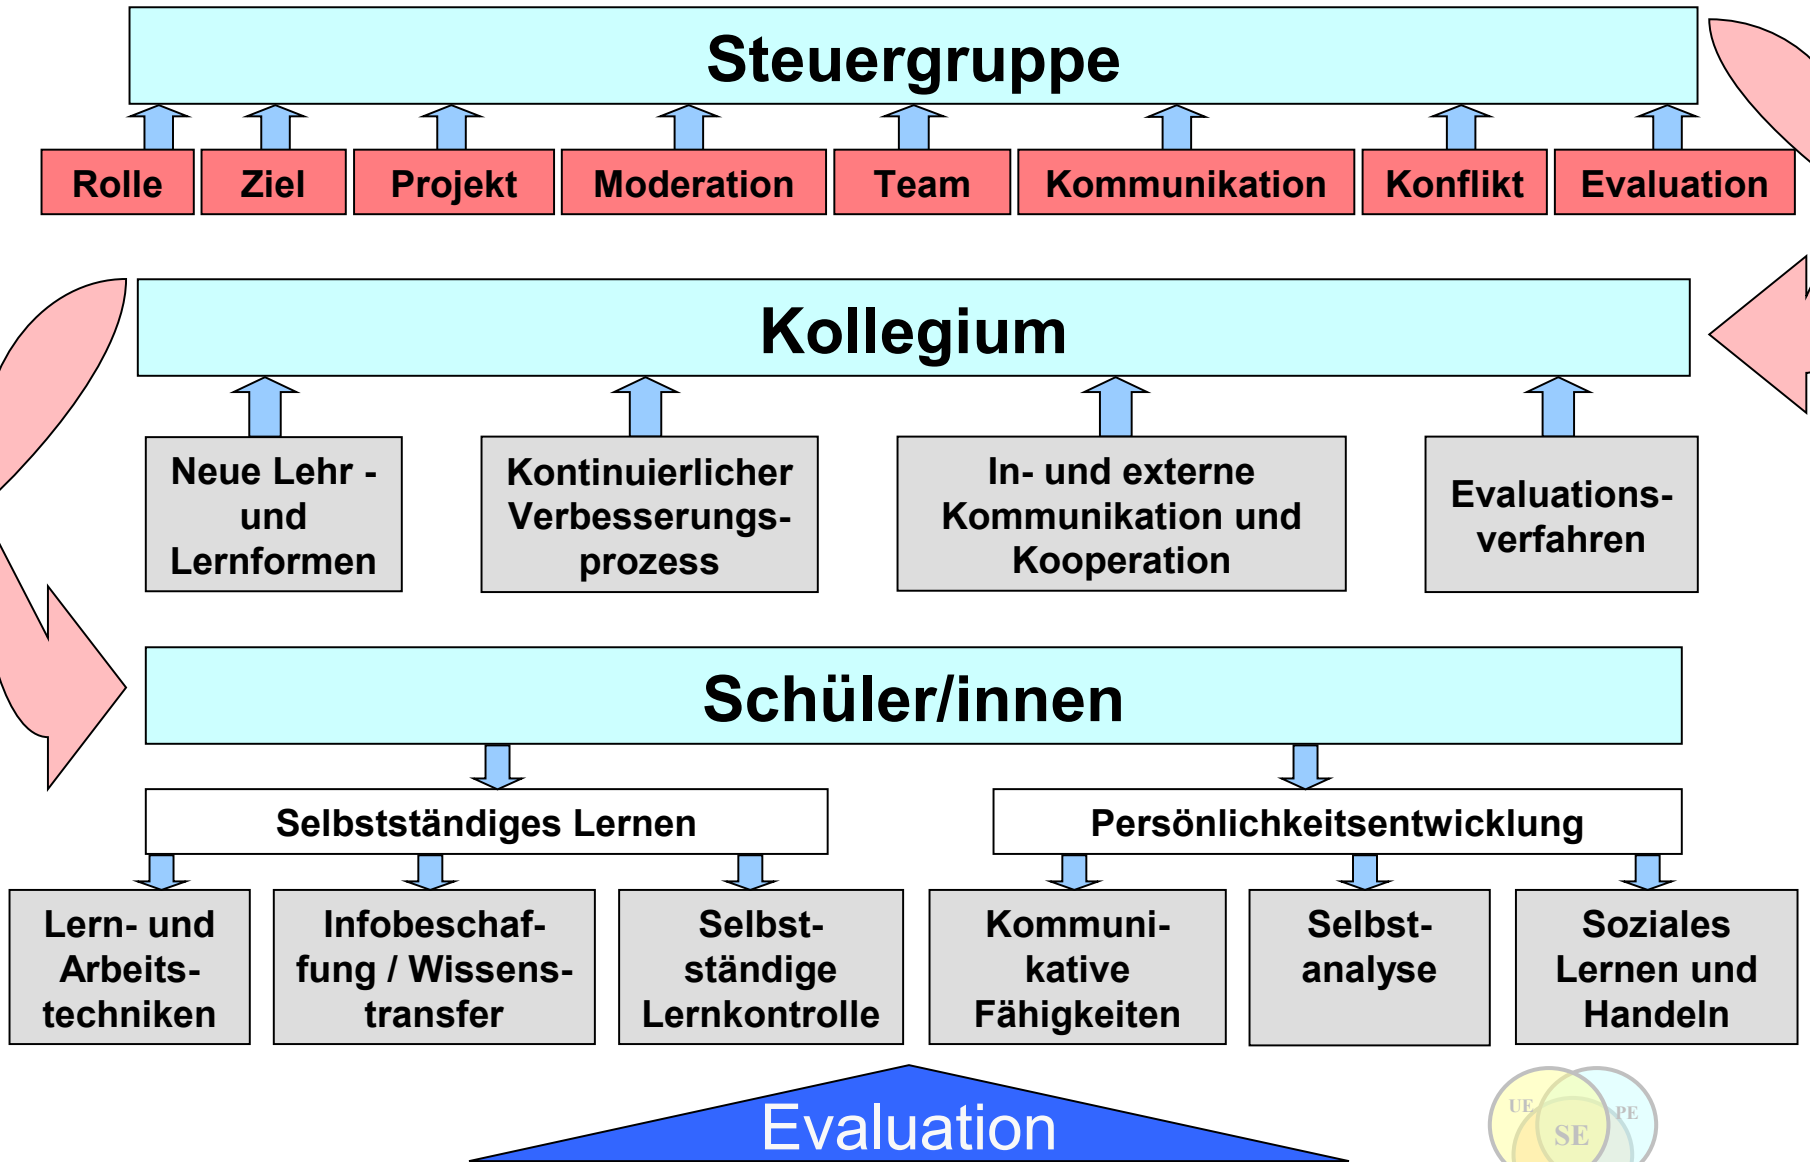 Steuergruppe
Rolle
Ziel
Projekt
Moderation
Team
Kommunikation
Konflikt
Evaluation
Kollegium
Neue Lehr -
und
Lernformen
Kontinuierlicher
Verbesserungs-
prozess
In- und externe
Kommunikation und
Kooperation
Evaluations-
verfahren
Schüler/innen
Selbstständiges Lernen
Persönlichkeitsentwicklung
Lern- und
Arbeits-
techniken
Infobeschaf-
fung / Wissens-
transfer
Selbst-
ständige
Lernkontrolle
Kommuni-
kative
Fähigkeiten
Selbst-
analyse
Soziales
Lernen und
Handeln
Evaluation
UE
PE
SE